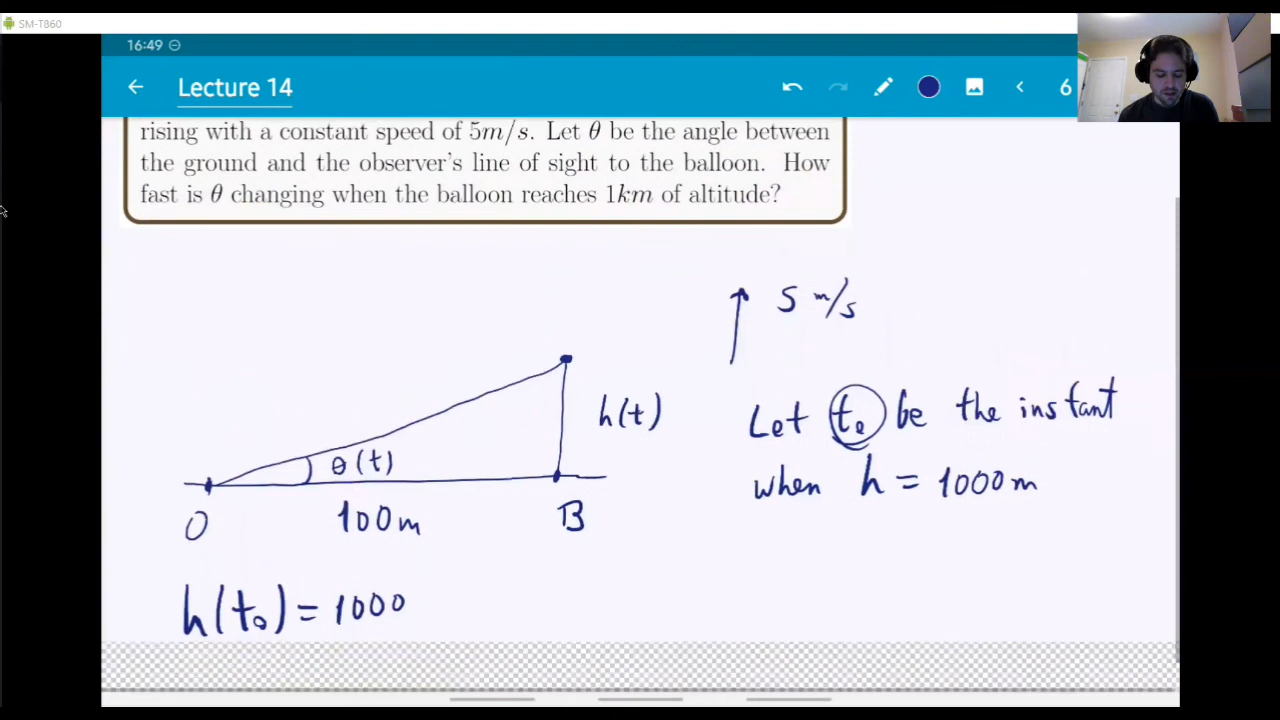 SM-T860
16:49
Lecture 14
6
rising with a constant speed of 5m/s. Let θ be the angle between
the ground and the observer's line of sight to the balloon. How
fast is θ changing when the balloon reaches 1km of altitude?
5 m/s
h(t)
Let t₀ be the instant
θ(t)
when h = 1000m
O
100m
B
h(t₀) = 1000